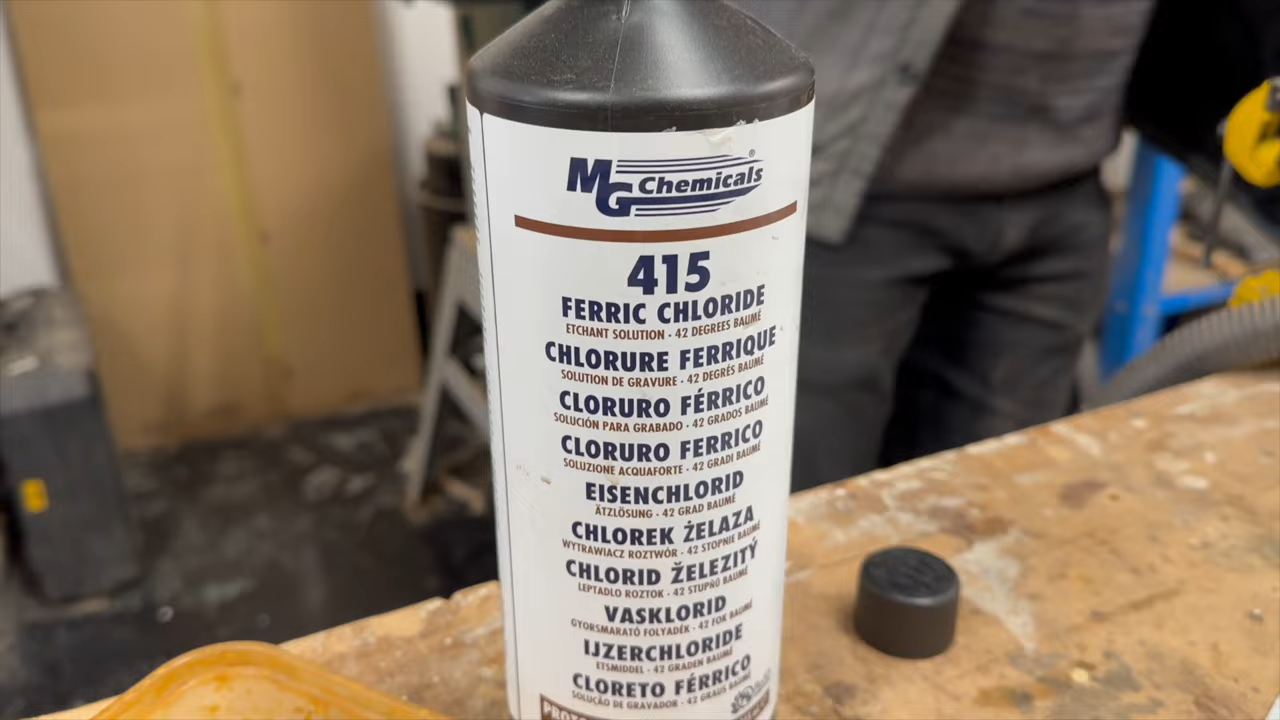 MG Chemicals®
415
FERRIC CHLORIDE
ETCHANT SOLUTION - 42 DEGREES BAUMÉ
CHLORURE FERRIQUE
SOLUTION DE GRAVURE - 42 DEGRÉS BAUMÉ
CLORURO FÉRRICO
SOLUCIÓN PARA GRABADO - 42 GRADOS BAUMÉ
CLORURO FERRICO
SOLUZIONE ACQUAFORTE - 42 GRADI BAUMÉ
EISENCHLORID
ÄTZLÖSUNG - 42 GRAD BAUMÉ
CHLOREK ŻELAZA
WYTRAWIACZ ROZTWÓR - 42 STOPNIE BAUMÉ
CHLORID ŽELEZITÝ
LEPTADLO ROZTOK - 42 STUPŇŮ BAUMÉ
VASKLORID
GYORSMARATÓ FOLYADÉK - 42 FOK BAUMÉ
IJZERCHLORIDE
ETSMIDDEL - 42 GRADEN BAUMÉ
CLORETO FÉRRICO
SOLUÇÃO DE GRAVADOR - 42 GRAUS BAUMÉ